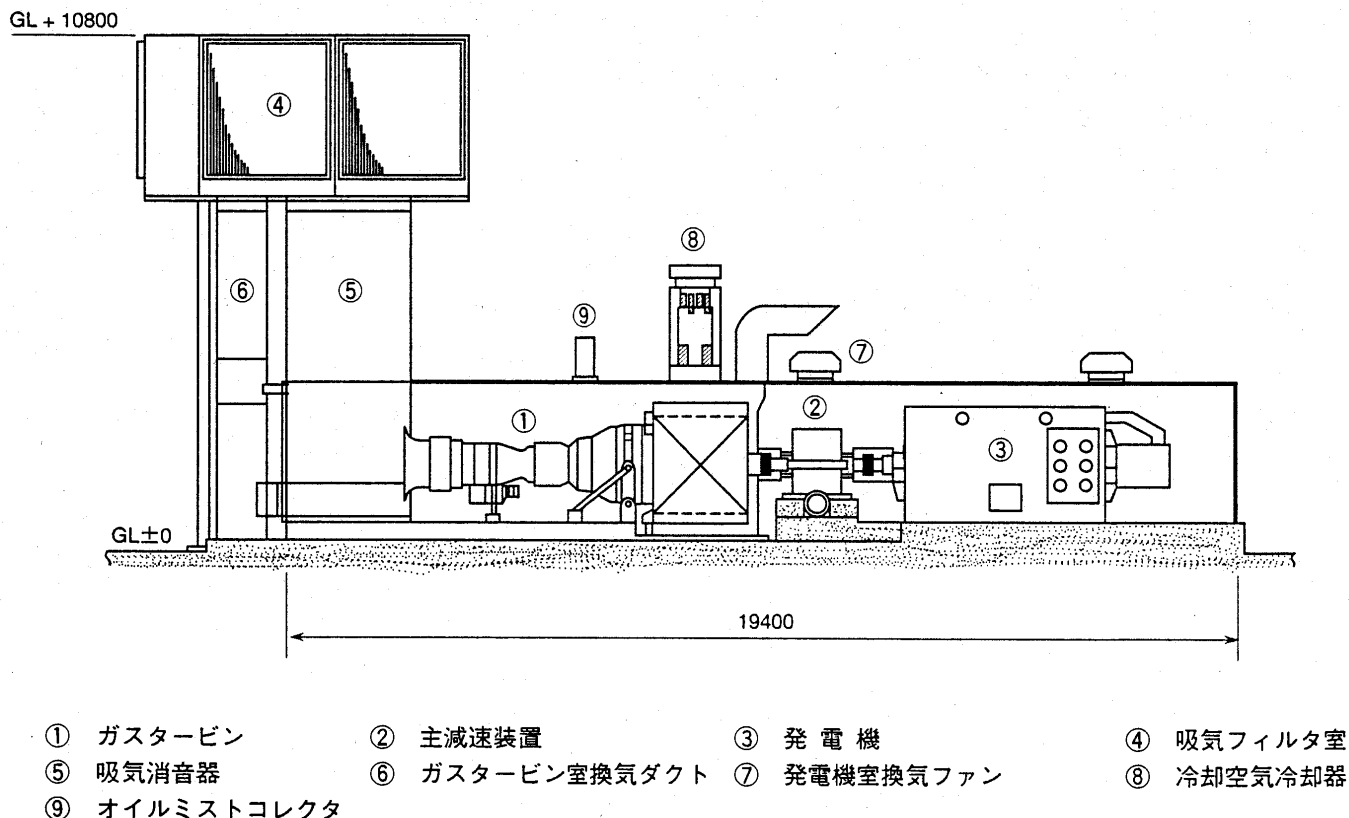 GL + 10800
④
⑧
⑥
⑤
⑨
⑦
②
①
③
GL±0
19400
① ガスタービン ② 主減速装置 ③ 発電機 ④ 吸気フィルタ室
⑤ 吸気消音器 ⑥ ガスタービン室換気ダクト ⑦ 発電機室換気ファン ⑧ 冷却空気冷却器
⑨ オイルミストコレクタ